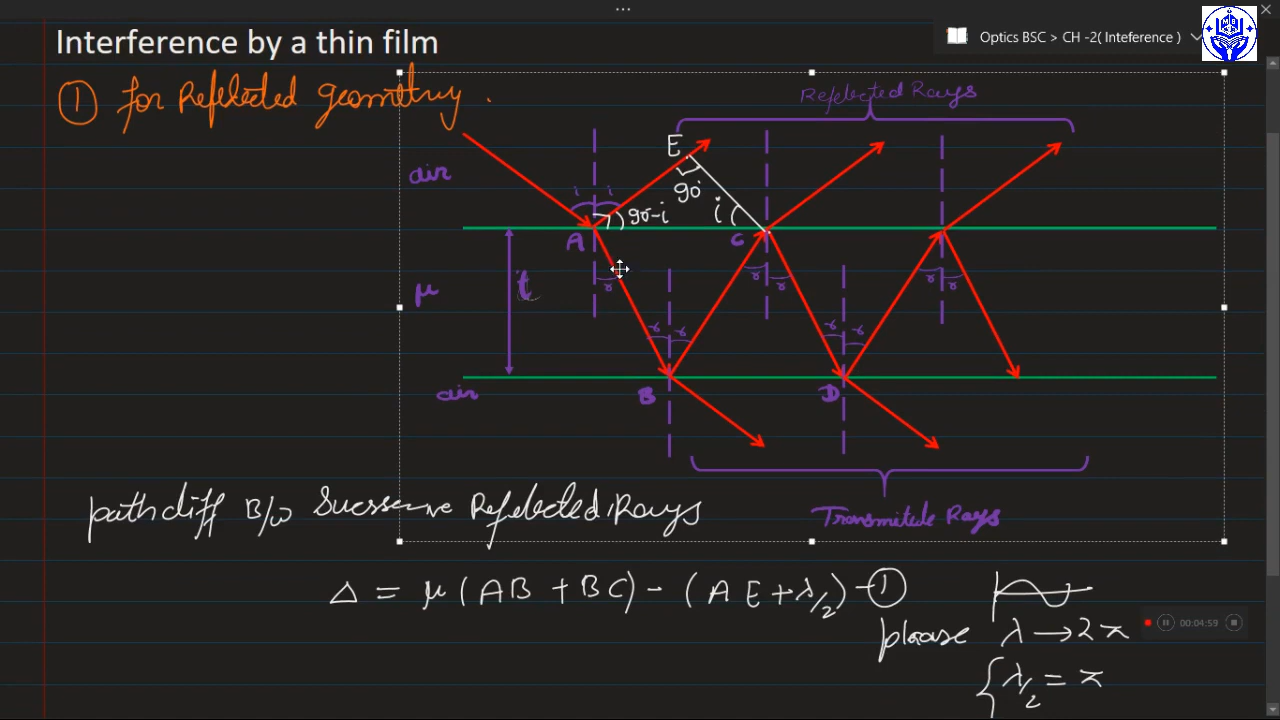 Interference by a thin film
Optics BSC > CH -2( Inteference )
① for Reflected geometry.
Reflected Rays
E
air
i i
90
90-i
i
A
C
μ
t
r
r r
r r
r r
r r
r r
air
B
D
path diff B/w Successive Reflected Rays
Transmitude Rays
Δ = μ(AB + BC) - (AE + λ/2) - ①
phase λ → 2π
00:04:59
{ λ/2 = π